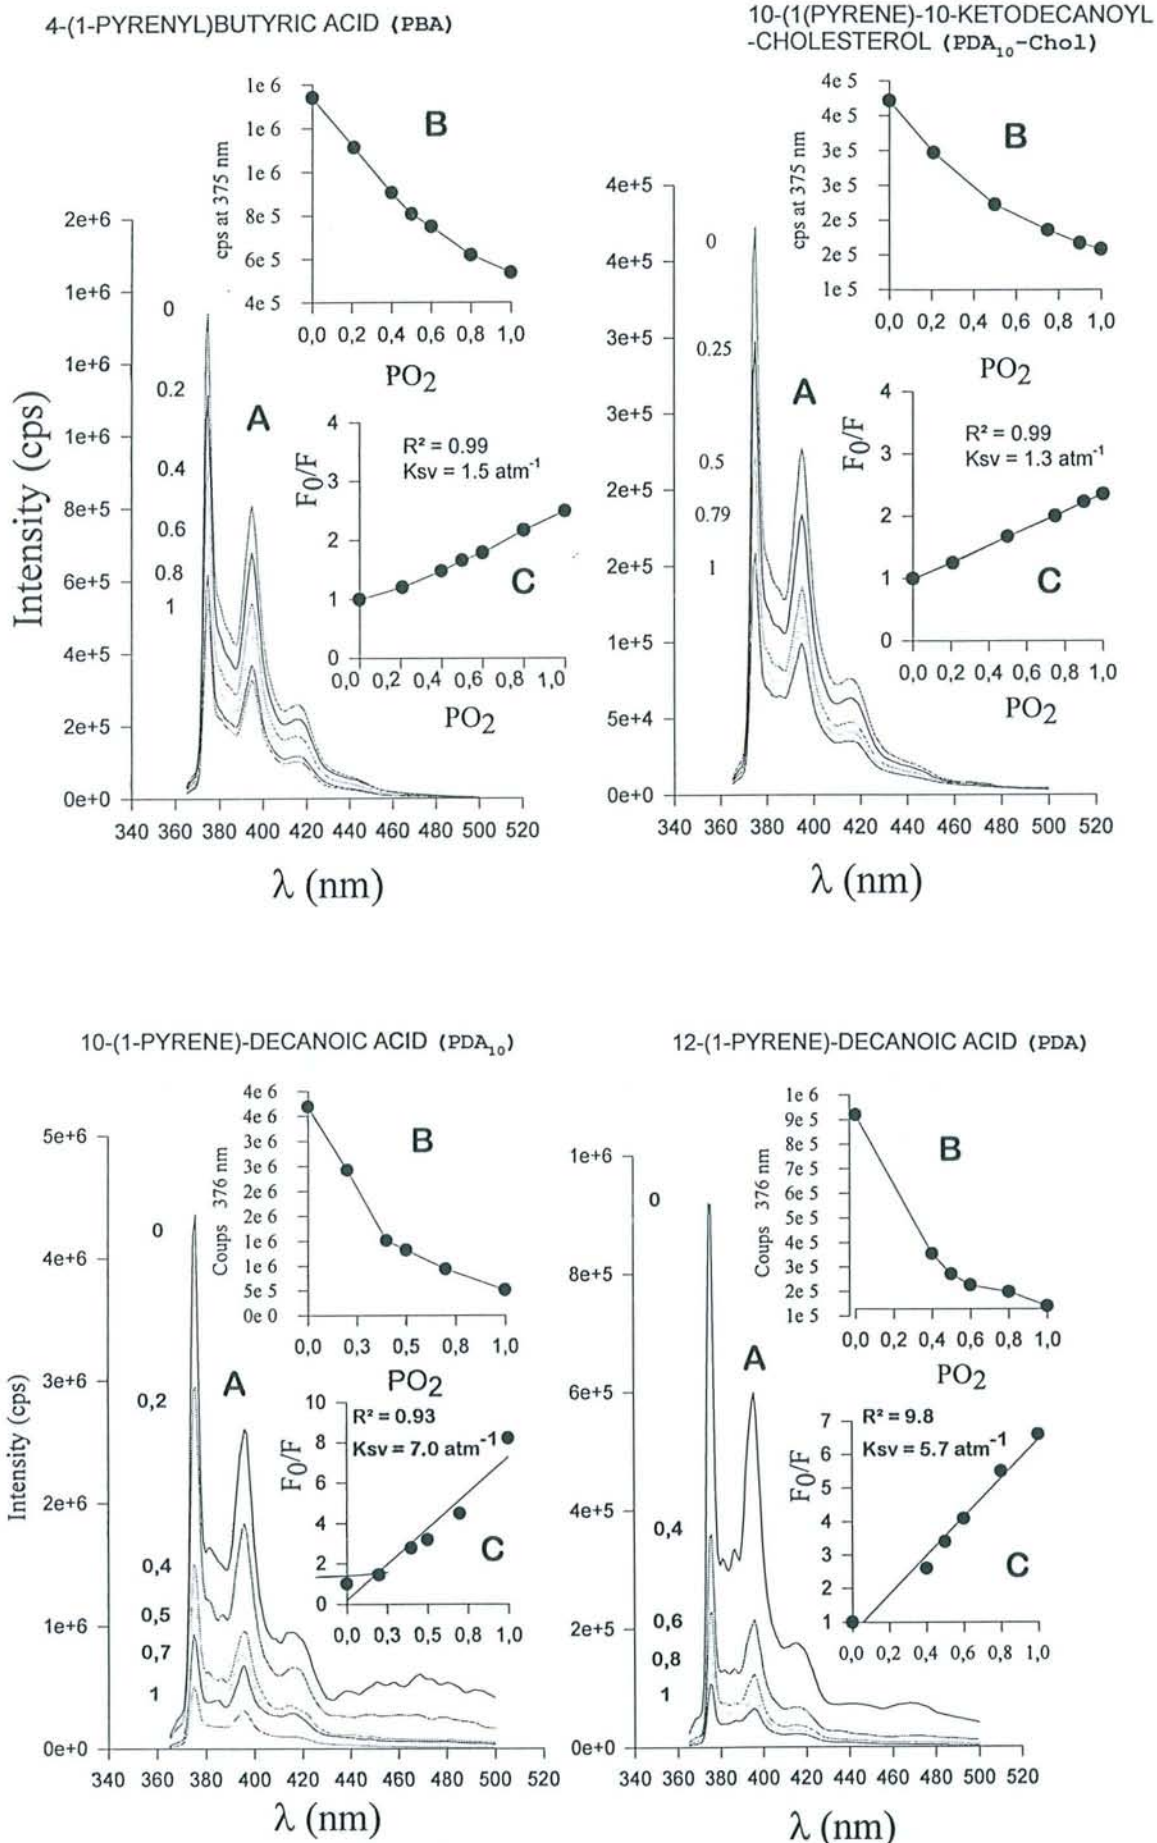 4-(1-PYRENYL)BUTYRIC ACID (PBA)
1e 6
1e 6
1e 6
8e 5
6e 5
4e 5
cps at 375 nm
B
0,0 0,2 0,4 0,6 0,8 1,0
PO2
2e+6
1e+6
1e+6
1e+6
8e+5
6e+5
4e+5
2e+5
0e+0
Intensity (cps)
0
0.2
0.4
0.6
0.8
1
A
4
3
2
1
0
F0/F
R² = 0.99
Ksv = 1.5 atm-1
C
0,0 0,2 0,4 0,6 0,8 1,0
PO2
340 360 380 400 420 440 460 480 500 520
λ (nm)
10-(1(PYRENE)-10-KETODECANOYL
-CHOLESTEROL (PDA10-Chol)
4e 5
4e 5
3e 5
3e 5
2e 5
2e 5
1e 5
cps at 375 nm
B
0,0 0,2 0,4 0,6 0,8 1,0
PO2
4e+5
4e+5
3e+5
3e+5
2e+5
2e+5
1e+5
5e+4
0e+0
0
0.25
0.5
0.79
1
A
4
3
2
1
0
F0/F
R² = 0.99
Ksv = 1.3 atm-1
C
0,0 0,2 0,4 0,6 0,8 1,0
PO2
340 360 380 400 420 440 460 480 500 520
λ (nm)
10-(1-PYRENE)-DECANOIC ACID (PDA10)
4e 6
4e 6
3e 6
3e 6
2e 6
2e 6
1e 6
1e 6
5e 5
0e 0
Coups 376 nm
B
0,0 0,3 0,5 0,8 1,0
PO2
5e+6
4e+6
3e+6
2e+6
1e+6
0e+0
Intensity (cps)
0
0,2
0,4
0,5
0,7
1
A
10
8
6
4
2
0
F0/F
R² = 0.93
Ksv = 7.0 atm-1
C
0,0 0,3 0,5 0,8 1,0
340 360 380 400 420 440 460 480 500 520
λ (nm)
12-(1-PYRENE)-DECANOIC ACID (PDA)
1e 6
9e 5
8e 5
7e 5
6e 5
5e 5
4e 5
3e 5
2e 5
1e 5
Coups 376 nm
B
0,0 0,2 0,4 0,6 0,8 1,0
PO2
1e+6
8e+5
6e+5
4e+5
2e+5
0e+0
0
0,4
0,6
0,8
1
A
7
6
5
4
3
2
1
F0/F
R² = 9.8
Ksv = 5.7 atm-1
C
0,0 0,2 0,4 0,6 0,8 1,0
340 360 380 400 420 440 460 480 500 520
λ (nm)